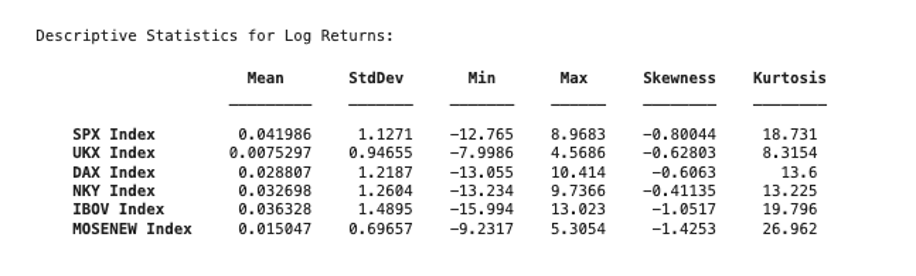 Descriptive Statistics for Log Returns:
Mean StdDev Min Max Skewness Kurtosis
SPX Index 0.041986 1.1271 −12.765 8.9683 −0.80044 18.731
UKX Index 0.0075297 0.94655 −7.9986 4.5686 −0.62803 8.3154
DAX Index 0.028807 1.2187 −13.055 10.414 −0.6063 13.6
NKY Index 0.032698 1.2604 −13.234 9.7366 −0.41135 13.225
IBOV Index 0.036328 1.4895 −15.994 13.023 −1.0517 19.796
MOSENEW Index 0.015047 0.69657 −9.2317 5.3054 −1.4253 26.962